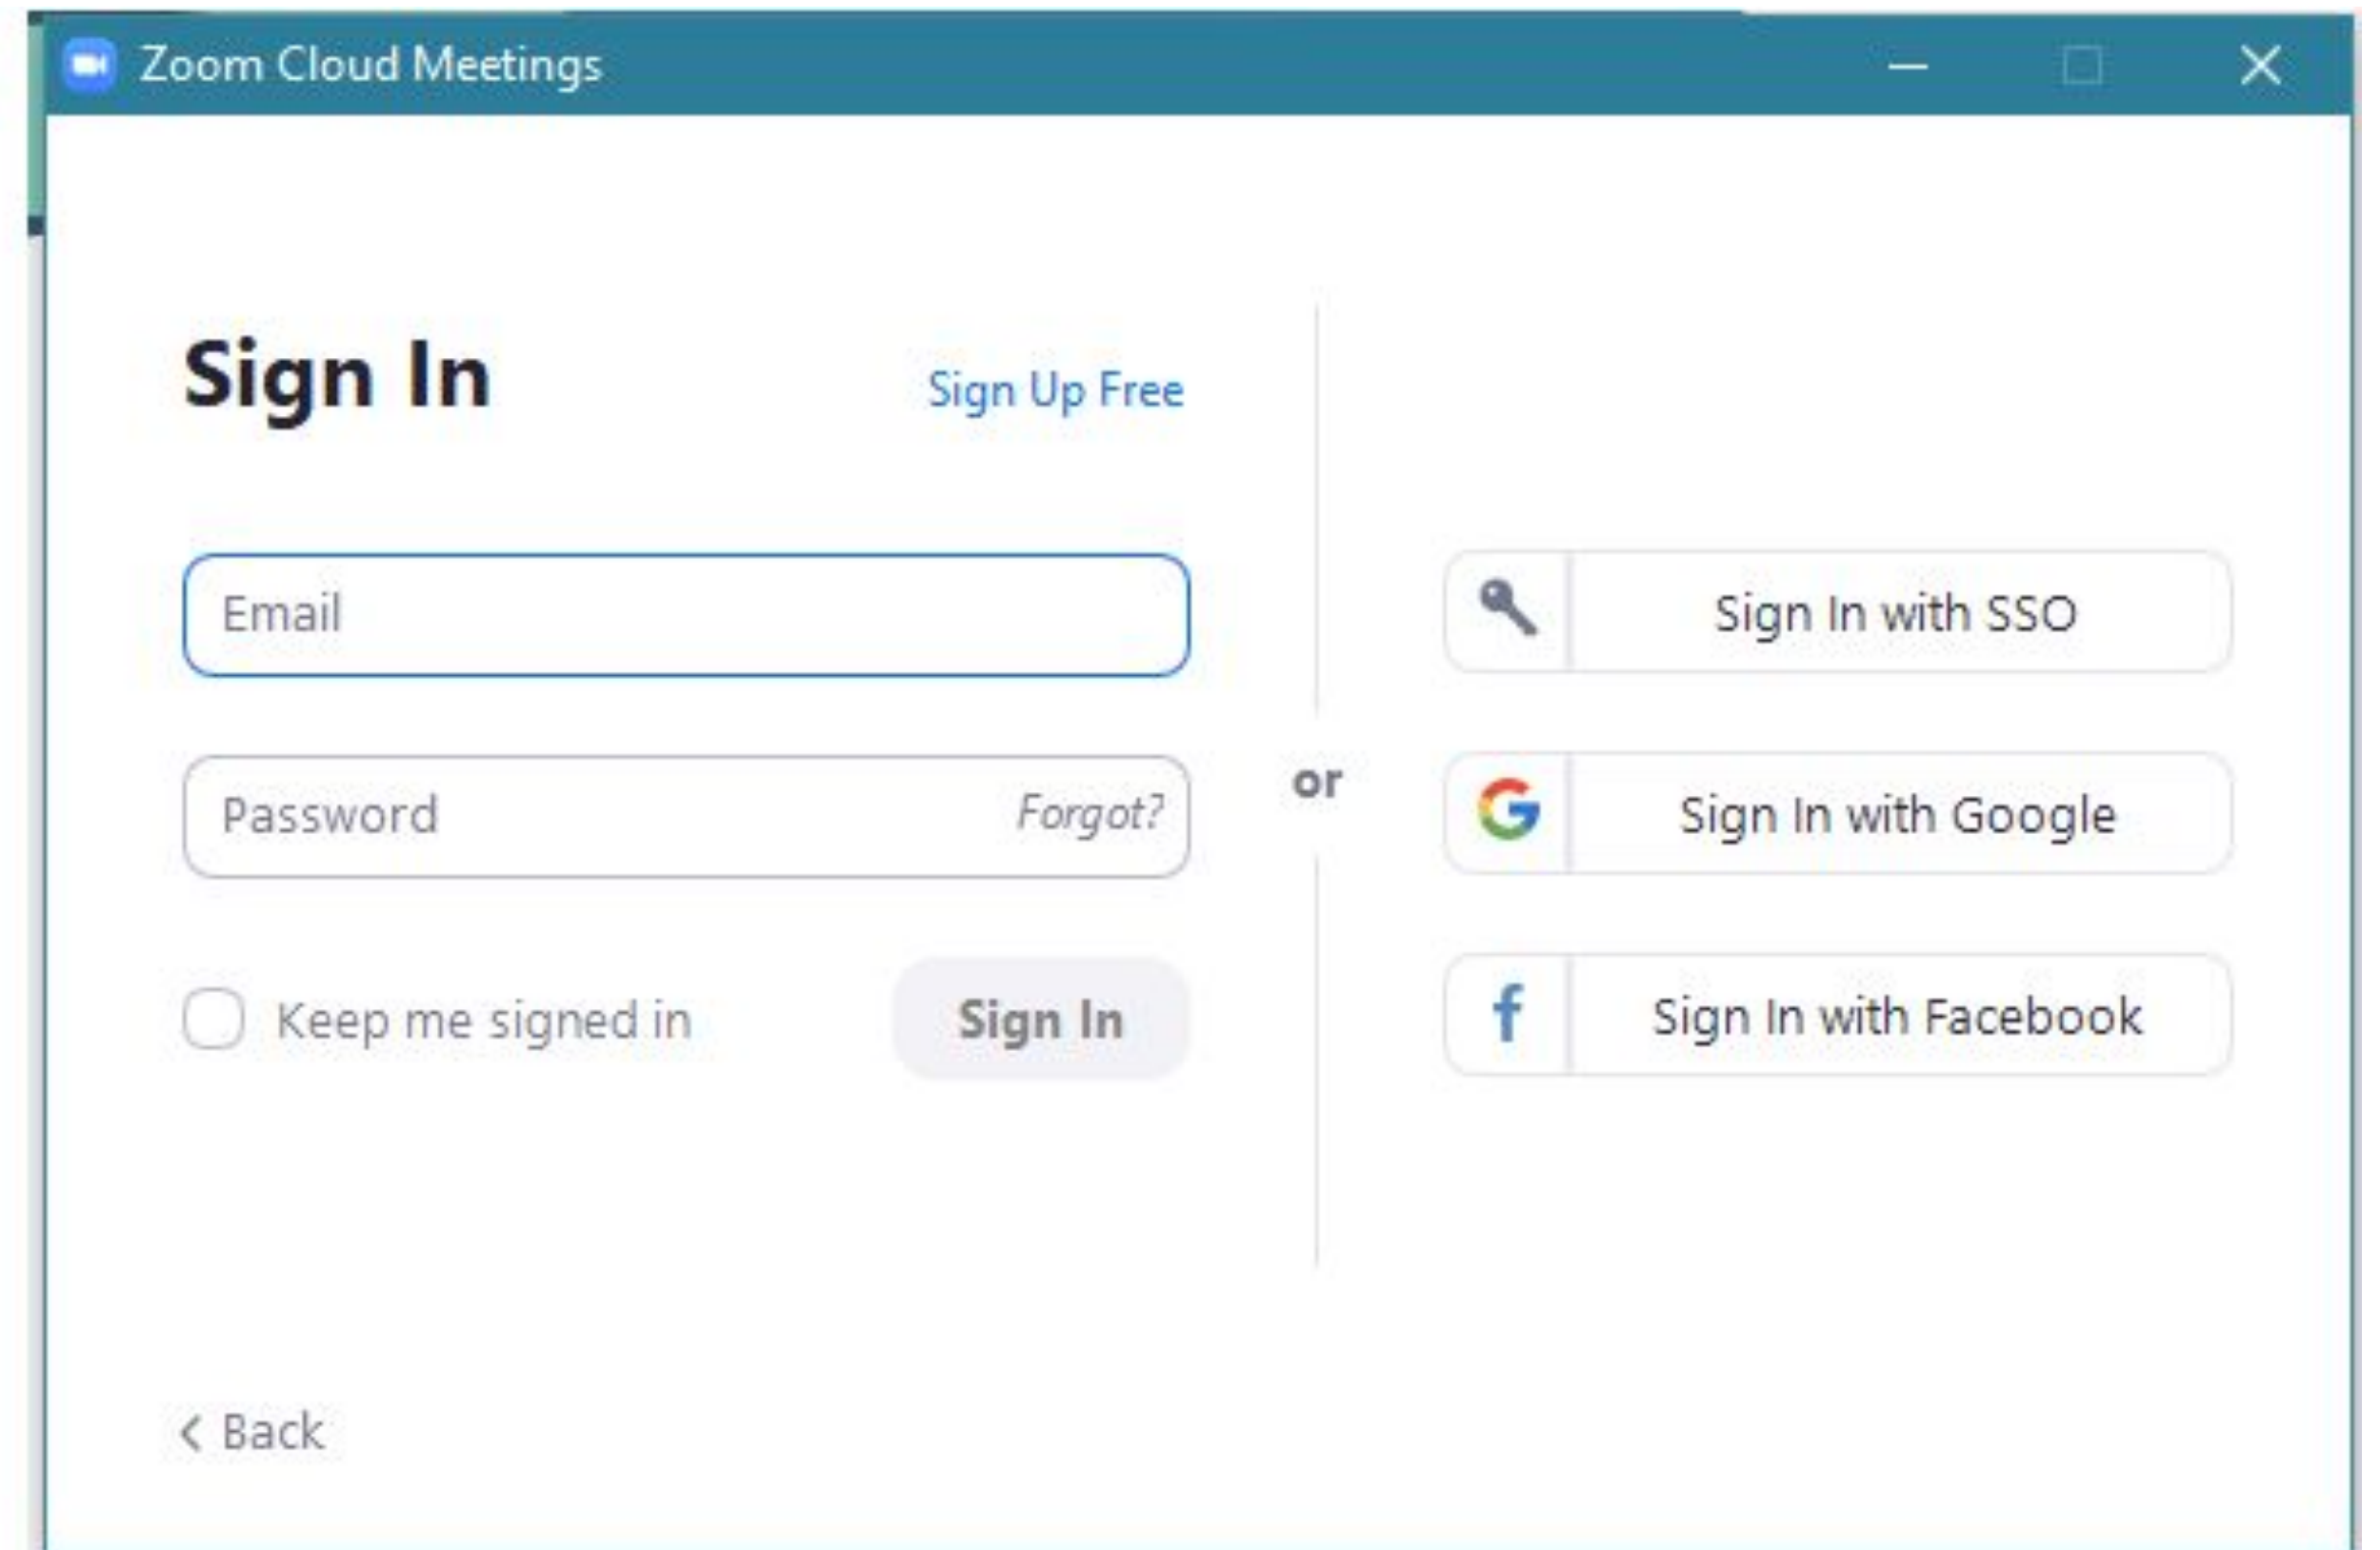 Zoom Cloud Meetings
Sign In
Sign Up Free
Email
Password
Forgot?
Keep me signed in
Sign In
or
Sign In with SSO
Sign In with Google
Sign In with Facebook
Back